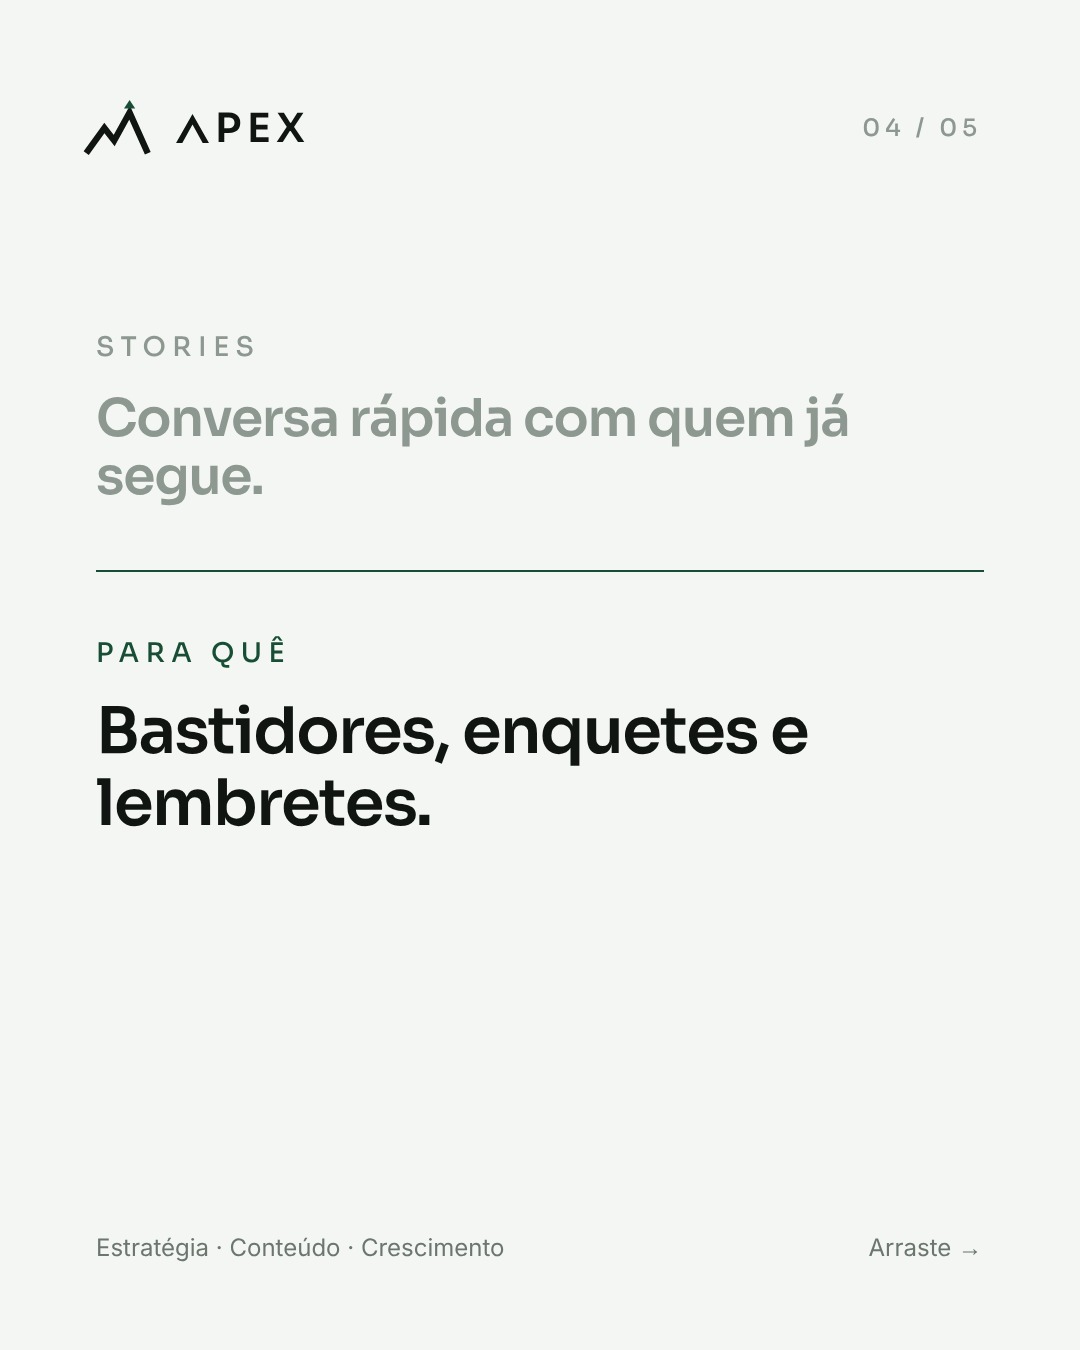 APEX
04 / 05
STORIES
Conversa rápida com quem já
segue.
PARA QUÊ
Bastidores, enquetes e
lembretes.
Estratégia · Conteúdo · Crescimento
Arraste →